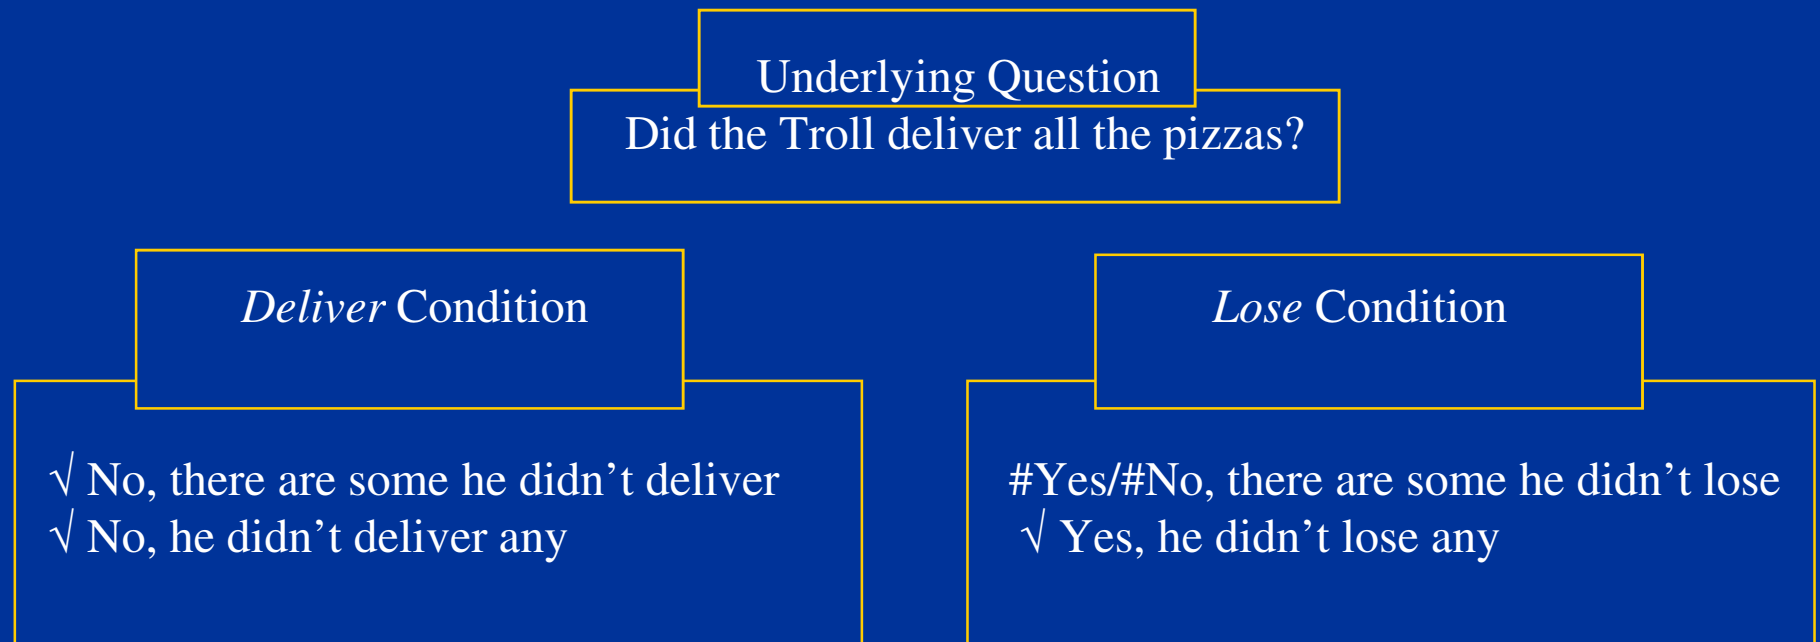 Underlying Question
Did the Troll deliver all the pizzas?
Deliver Condition
√ No, there are some he didn’t deliver
√ No, he didn’t deliver any
Lose Condition
#Yes/#No, there are some he didn’t lose
√ Yes, he didn’t lose any